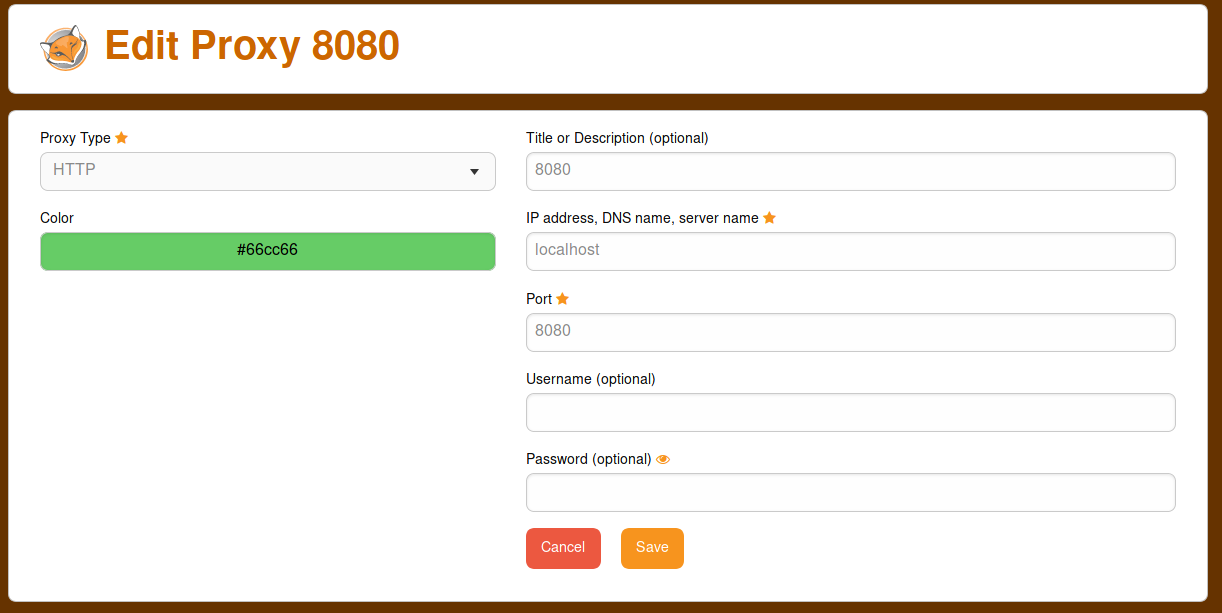 Edit Proxy 8080
Proxy Type
HTTP
Color
#66cc66
Title or Description (optional)
8080
IP address, DNS name, server name
localhost
Port
8080
Username (optional)
Password (optional)
Cancel
Save